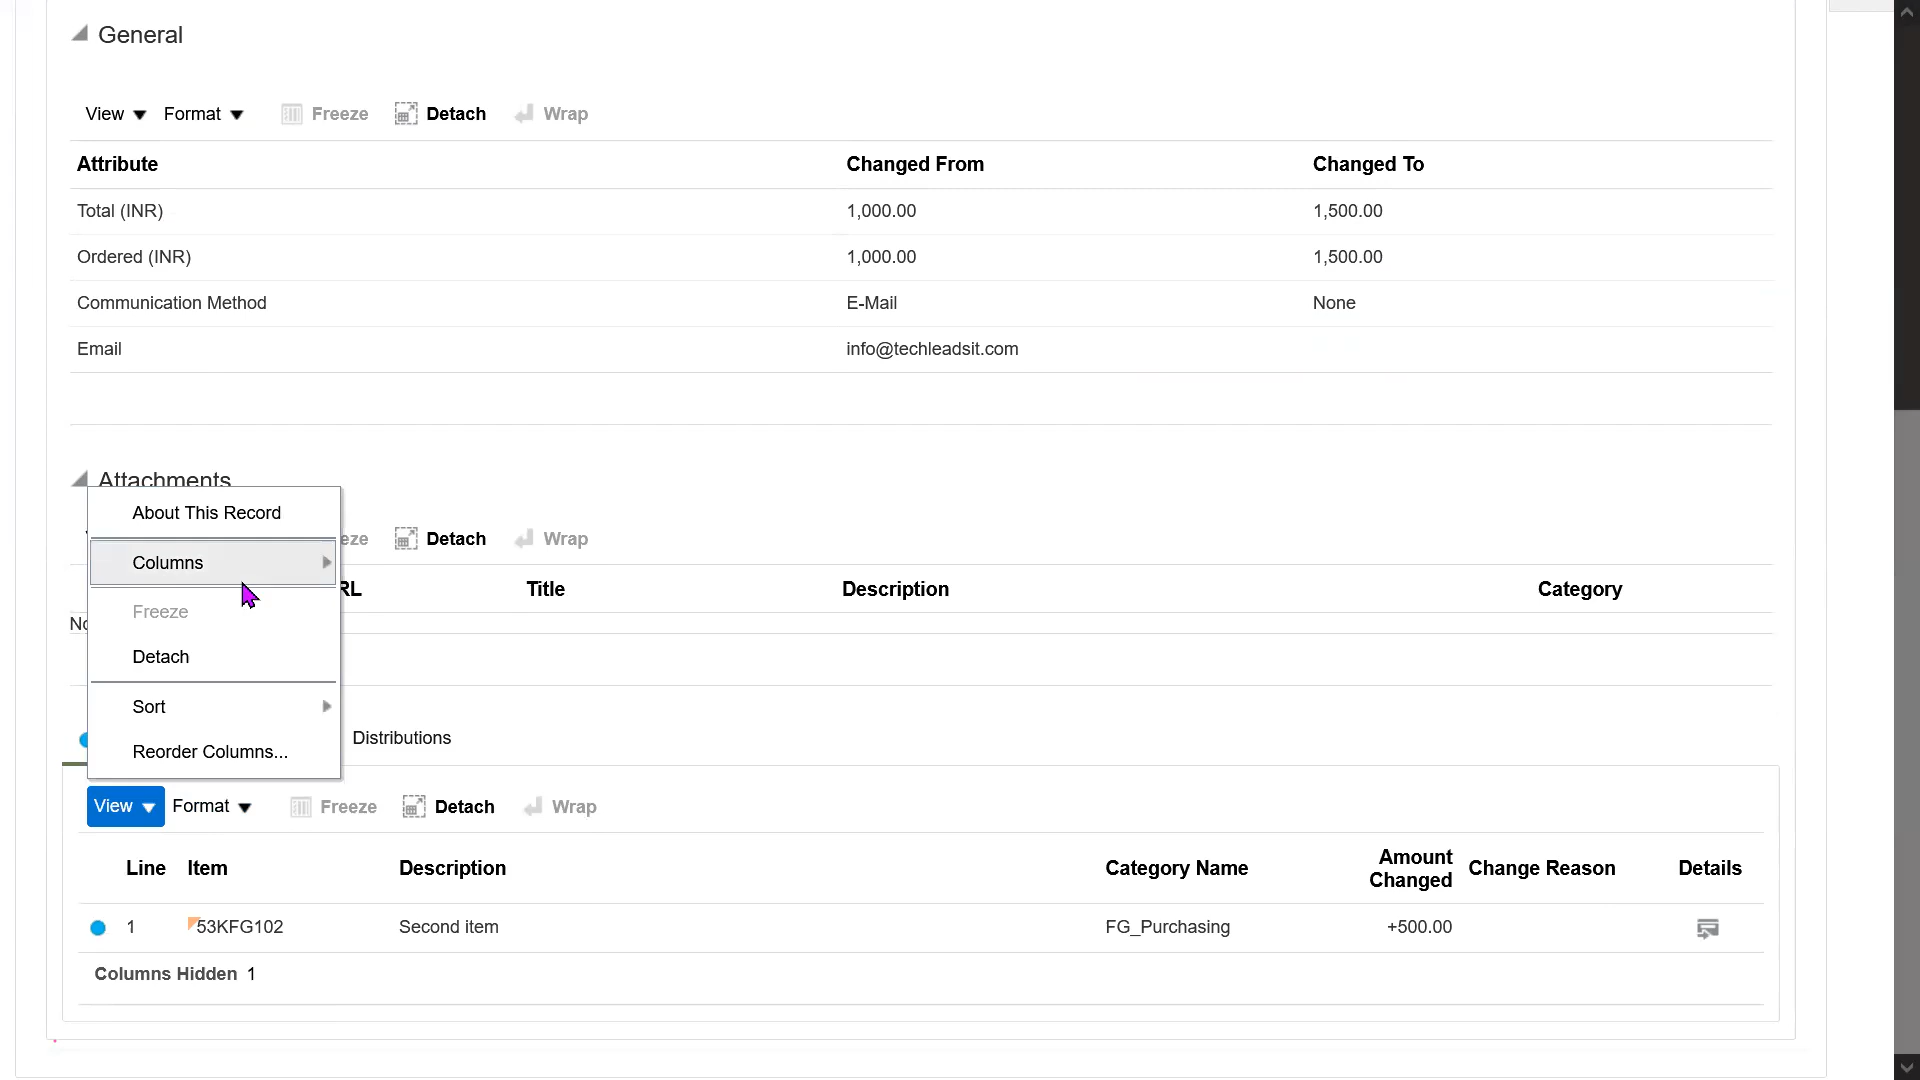 General
View Format Freeze Detach Wrap
Attribute Changed From Changed To
Total (INR) 1,000.00 1,500.00
Ordered (INR) 1,000.00 1,500.00
Communication Method E-Mail None
Email info@techleadsit.com
Attachments
About This Record
Detach Wrap
Columns
Title Description Category
Freeze
Detach
Sort
Distributions
Reorder Columns...
View Format Freeze Detach Wrap
Line Item Description Category Name Amount Changed Change Reason Details
1 53KFG102 Second item FG_Purchasing +500.00
Columns Hidden 1